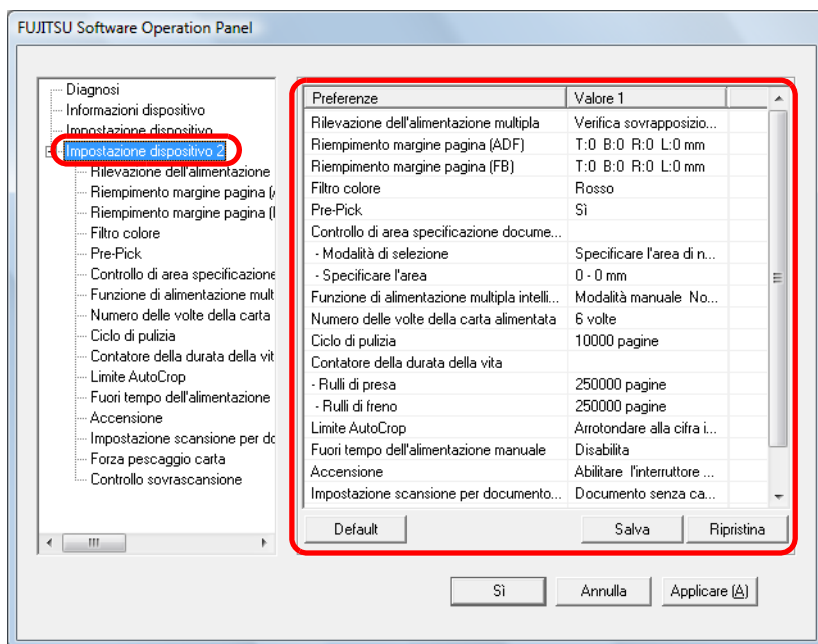 FUJITSU Software Operation Panel
Diagnosi
Informazioni dispositivo
Impostazione dispositivo
Impostazione dispositivo 2
Rilevazione dell'alimentazione
Riempimento margine pagina (
Riempimento margine pagina (
Filtro colore
Pre-Pick
Controllo di area specificazione
Funzione di alimentazione mult
Numero delle volte della carta
Ciclo di pulizia
Contatore della durata della vit
Limite AutoCrop
Fuori tempo dell'alimentazione
Accensione
Impostazione scansione per do
Forza pescaggio carta
Controllo sovrascansione
Preferenze Valore 1
Rilevazione dell'alimentazione multipla Verifica sovrapposizio...
Riempimento margine pagina (ADF) T:0 B:0 R:0 L:0 mm
Riempimento margine pagina (FB) T:0 B:0 R:0 L:0 mm
Filtro colore Rosso
Pre-Pick Sì
Controllo di area specificazione docume...
- Modalità di selezione Specificare l'area di n...
- Specificare l'area 0 - 0 mm
Funzione di alimentazione multipla intelli... Modalità manuale No...
Numero delle volte della carta alimentata 6 volte
Ciclo di pulizia 10000 pagine
Contatore della durata della vita
- Rulli di presa 250000 pagine
- Rulli di freno 250000 pagine
Limite AutoCrop Arrotondare alla cifra i...
Fuori tempo dell'alimentazione manuale Disabilita
Accensione Abilitare l'interruttore ...
Impostazione scansione per documento... Documento senza ca...
Default Salva Ripristina
Sì Annulla Applicare (A)